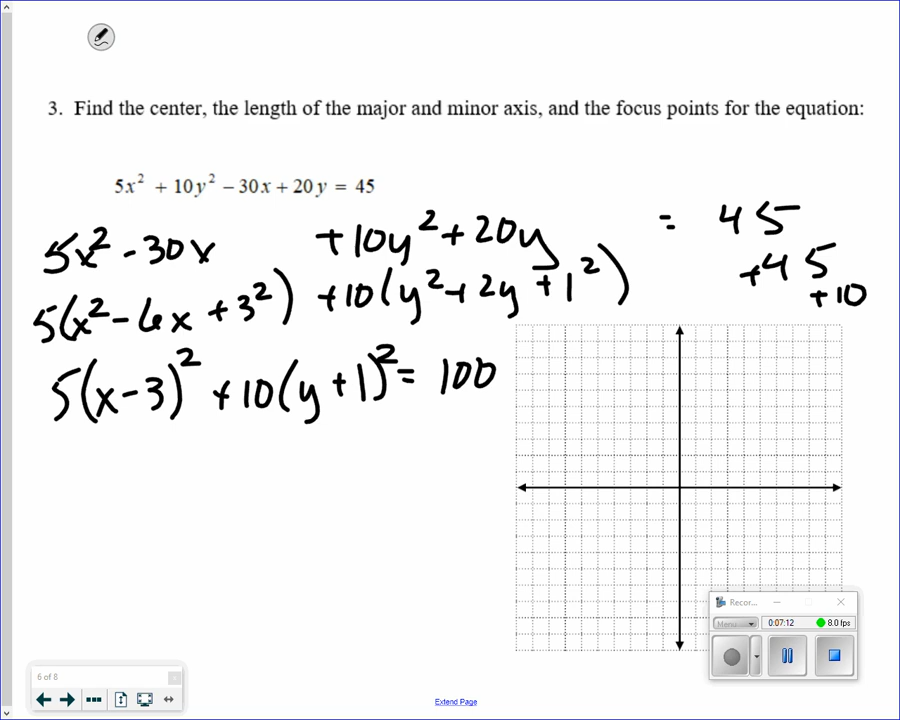 3. Find the center, the length of the major and minor axis, and the focus points for the equation:
5x² + 10y² − 30x + 20y = 45
5x² - 30x + 10y² + 20y = 45
+45
5(x² - 6x + 3²) + 10(y² + 2y + 1²) +10
5(x - 3)² + 10(y + 1)² = 100
Recor...
Menu 0:07:12 8.0 fps
6 of 8
Extend Page